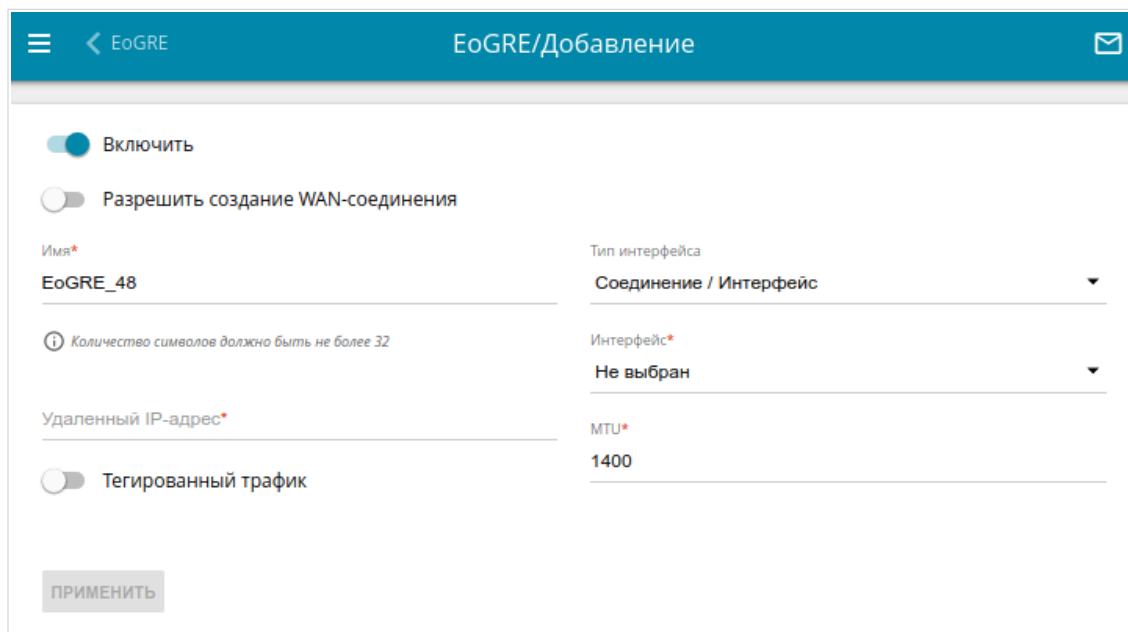 EoGRE
EoGRE/Добавление
Включить
Разрешить создание WAN-соединения
Имя*
EoGRE_48
Количество символов должно быть не более 32
Удаленный IP-адрес*
Тегированный трафик
Тип интерфейса
Соединение / Интерфейс
Интерфейс*
Не выбран
MTU*
1400
ПРИМЕНИТЬ